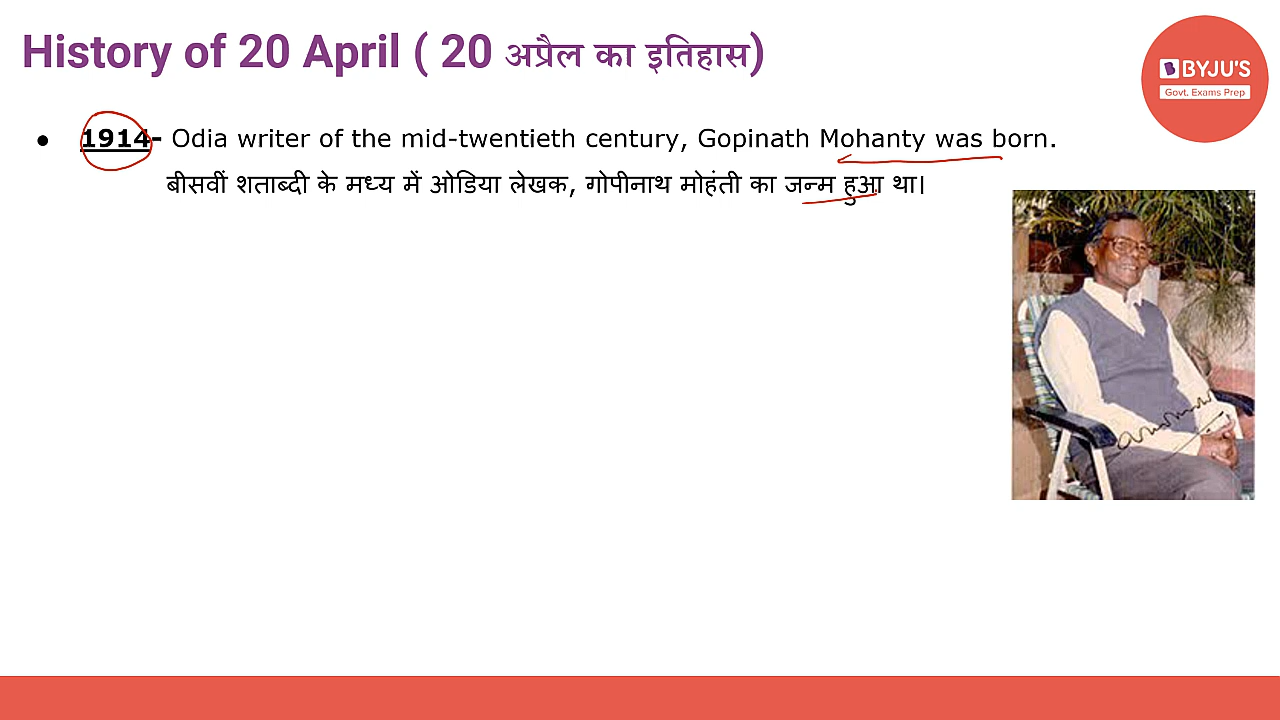 History of 20 April ( 20 अप्रैल का इतिहास)
BYJU'S
Govt. Exams Prep
● 1914- Odia writer of the mid-twentieth century, Gopinath Mohanty was born.
बीसवीं शताब्दी के मध्य में ओडिया लेखक, गोपीनाथ मोहंती का जन्म हुआ था।